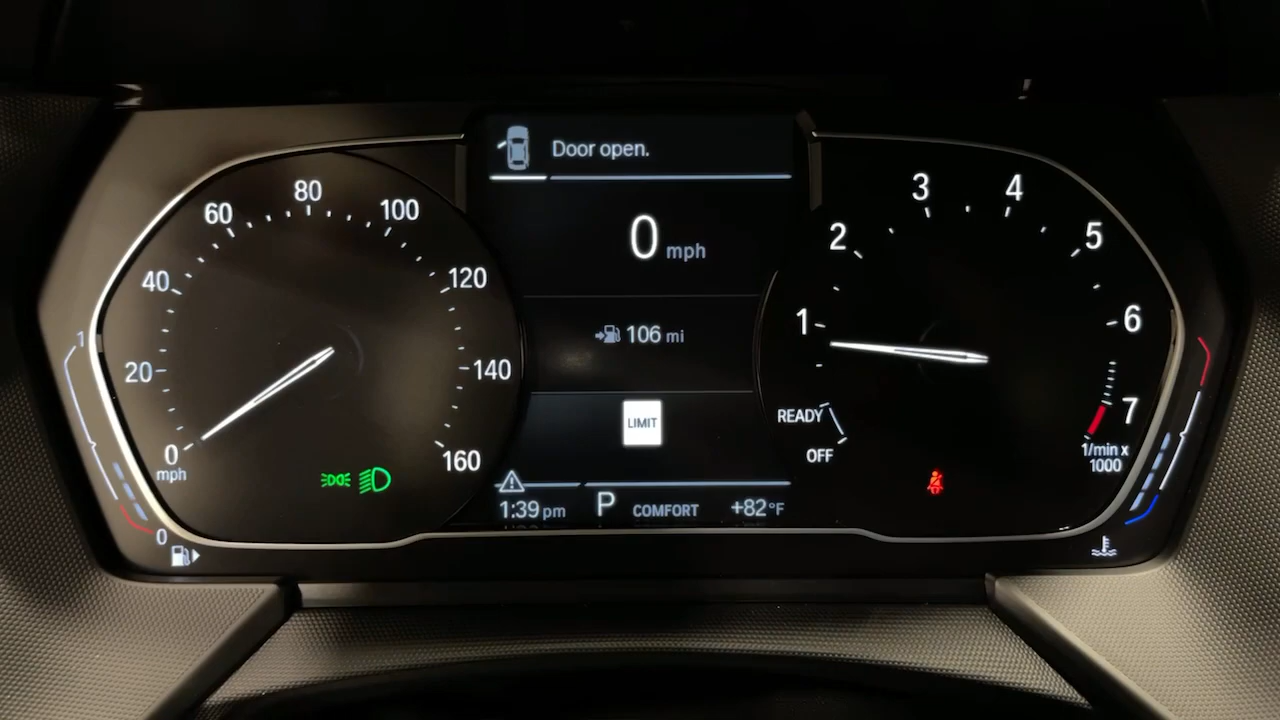 Door open.
0 mph
106 mi
LIMIT
1:39 pm P COMFORT +82°F
0
20
40
60
80
100
120
140
160
mph
1
0
1
2
3
4
5
6
7
1/min x
1000
READY
OFF